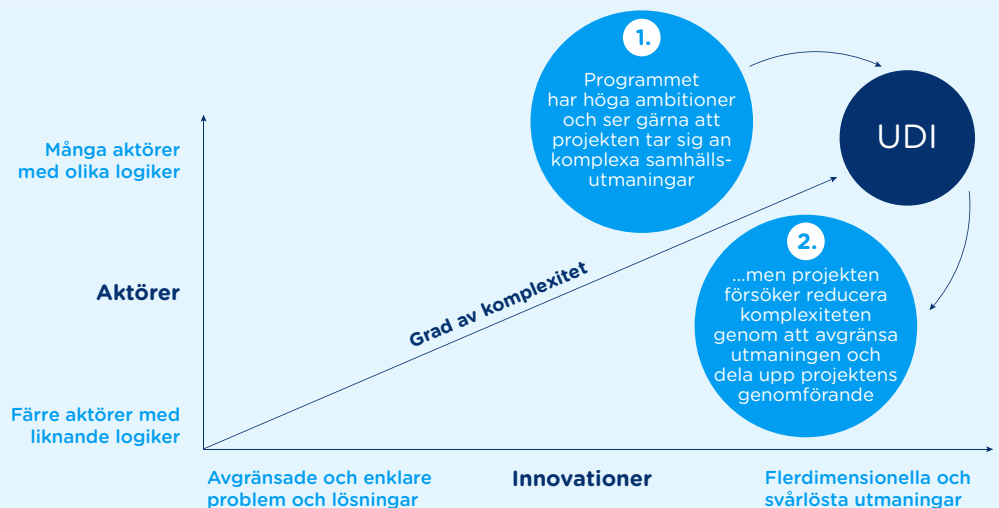 1.
Programmet
har höga ambitioner
och ser gärna att
projekten tar sig an
komplexa samhälls-
utmaningar
UDI
Många aktörer
med olika logiker
2.
...men projekten
försöker reducera
komplexiteten
genom att avgränsa
utmaningen och
dela upp projektens
genomförande
Aktörer
Grad av komplexitet
Färre aktörer med
liknande logiker
Avgränsade och enklare
problem och lösningar
Innovationer
Flerdimensionella och
svårlösta utmaningar